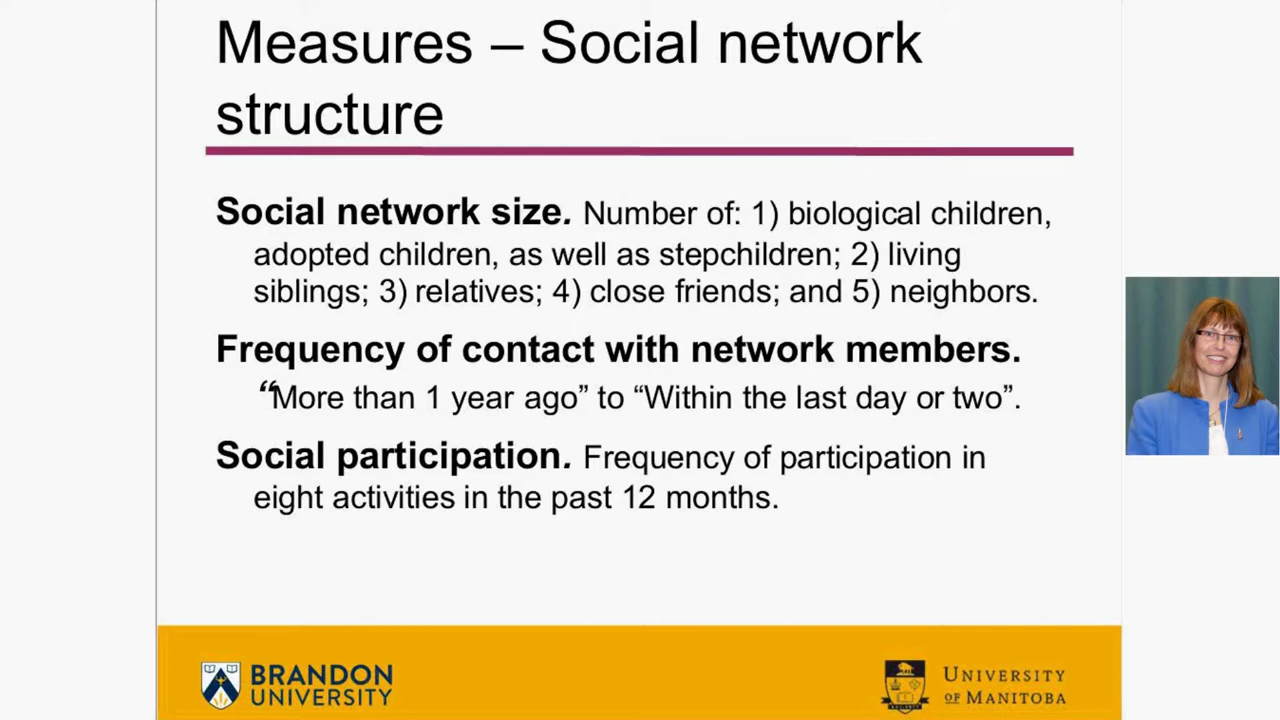 Measures – Social network
structure
Social network size. Number of: 1) biological children,
adopted children, as well as stepchildren; 2) living
siblings; 3) relatives; 4) close friends; and 5) neighbors.
Frequency of contact with network members.
“More than 1 year ago” to “Within the last day or two”.
Social participation. Frequency of participation in
eight activities in the past 12 months.
BRANDON
UNIVERSITY
UNIVERSITY
OF MANITOBA